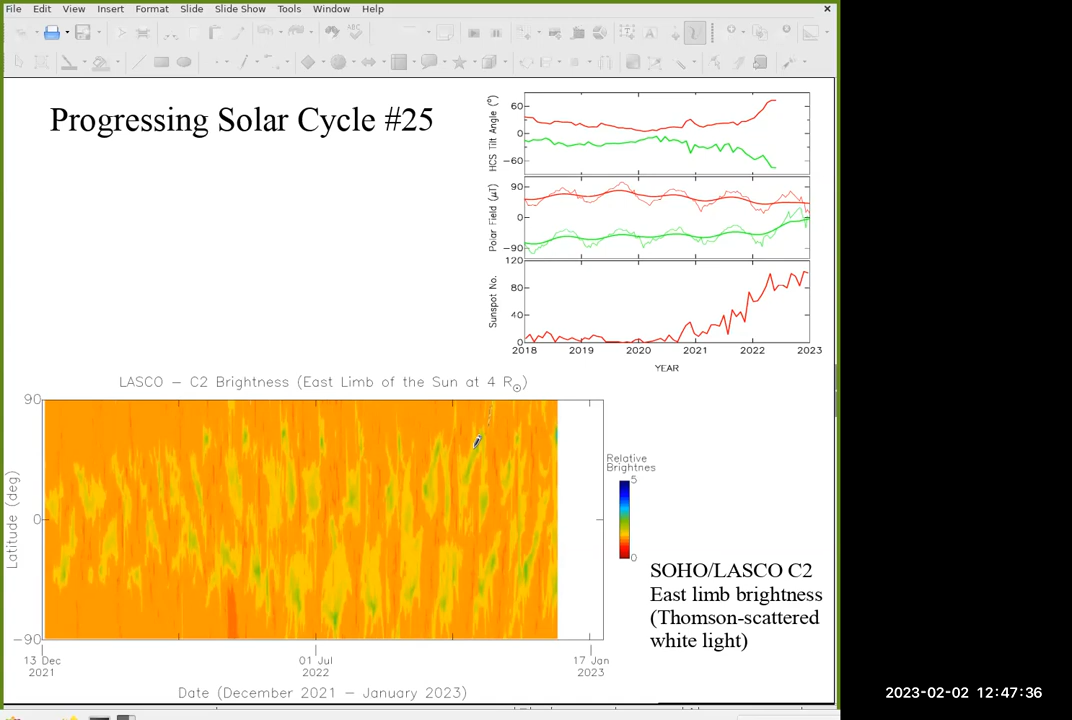 File Edit View Insert Format Slide Slide Show Tools Window Help ×
Progressing Solar Cycle #25
HCS Tilt Angle (°)
60
0
−60
Polar Field (μT)
90
0
−90
Sunspot No.
120
80
40
0
2018 2019 2020 2021 2022 2023
YEAR
LASCO − C2 Brightness (East Limb of the Sun at 4 R☉)
Latitude (deg)
90
0
−90
13 Dec 01 Jul 17 Jan
2021 2022 2023
Date (December 2021 − January 2023)
Relative
Brightnes
5
0
SOHO/LASCO C2
East limb brightness
(Thomson-scattered
white light)
2023-02-02 12:47:36